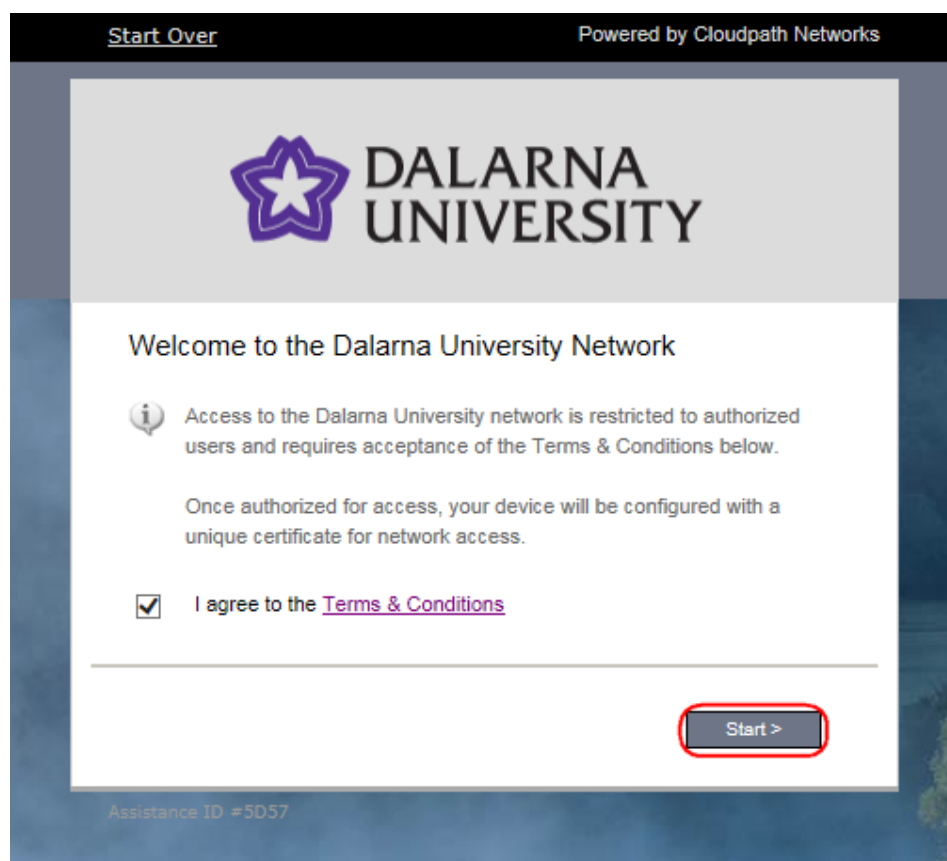 Start Over
Powered by Cloudpath Networks
DALARNA
UNIVERSITY
Welcome to the Dalarna University Network
Access to the Dalarna University network is restricted to authorized
users and requires acceptance of the Terms & Conditions below.
Once authorized for access, your device will be configured with a
unique certificate for network access.
I agree to the Terms & Conditions
Start >
Assistance ID #5D57